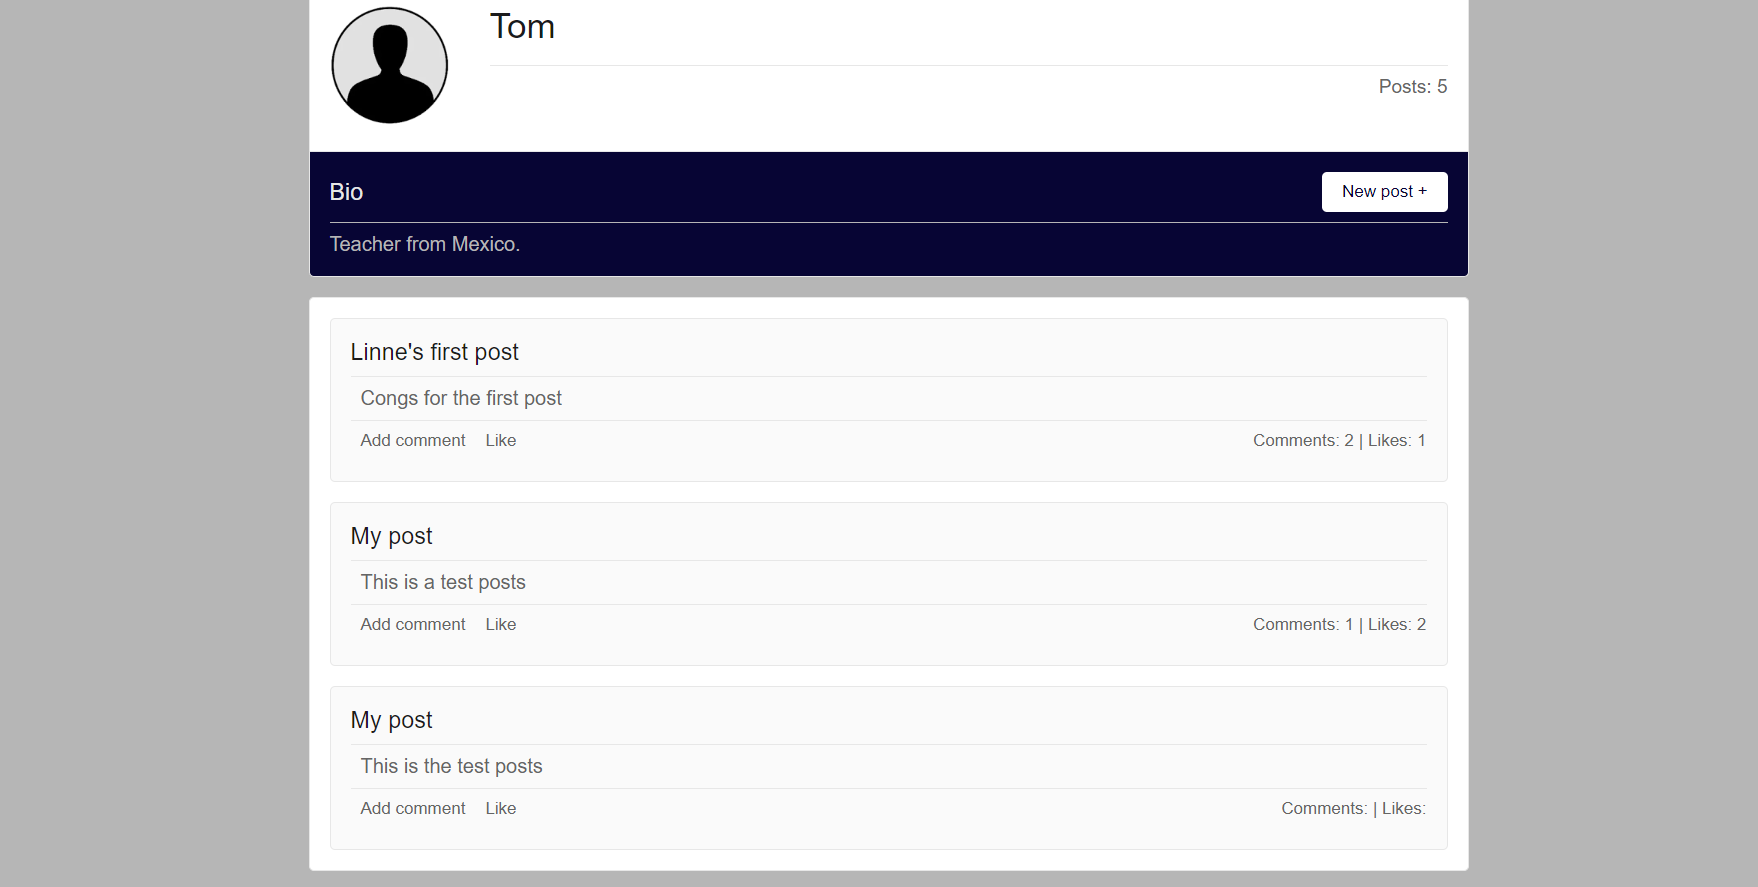 Tom
Posts: 5
Bio
New post +
Teacher from Mexico.
Linne's first post
Congs for the first post
Add comment Like Comments: 2 | Likes: 1
My post
This is a test posts
Add comment Like Comments: 1 | Likes: 2
My post
This is the test posts
Add comment Like Comments: | Likes: